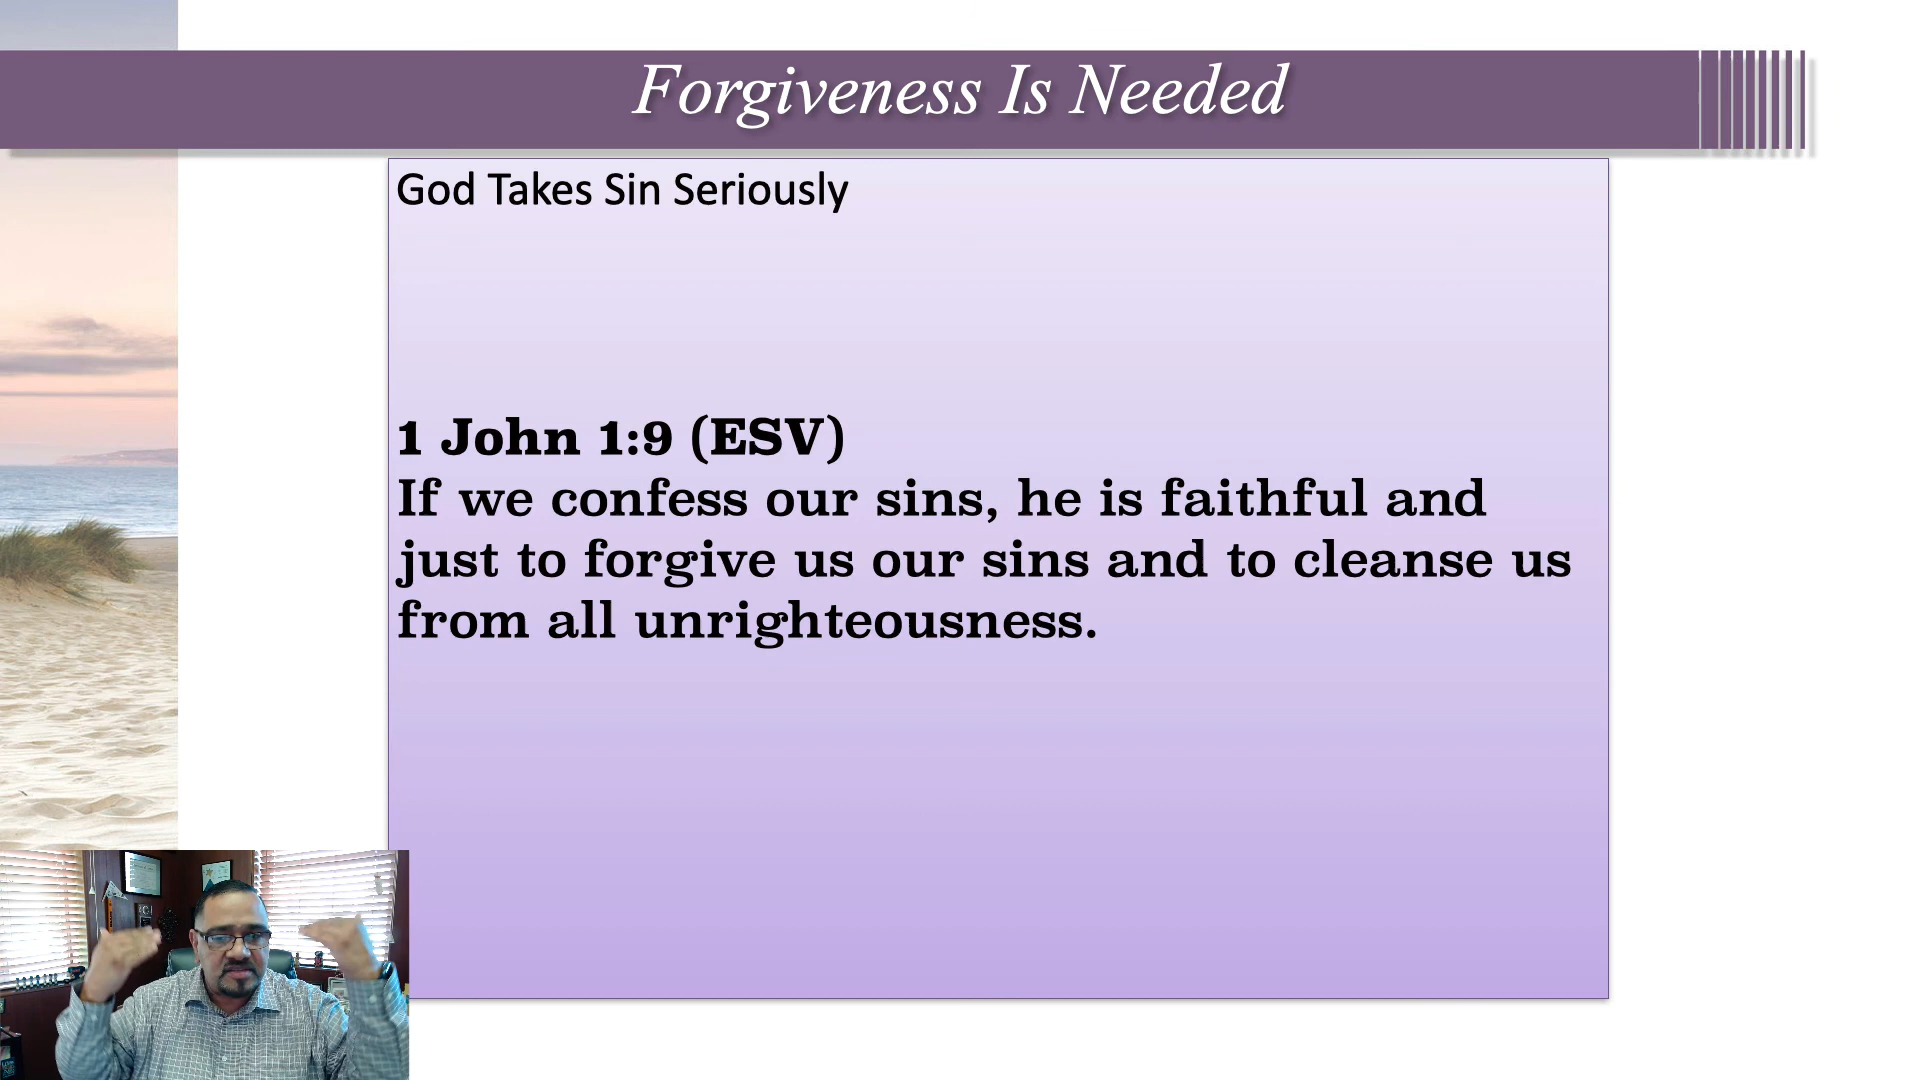 Forgiveness Is Needed
God Takes Sin Seriously
1 John 1:9 (ESV)
If we confess our sins, he is faithful and
just to forgive us our sins and to cleanse us
from all unrighteousness.